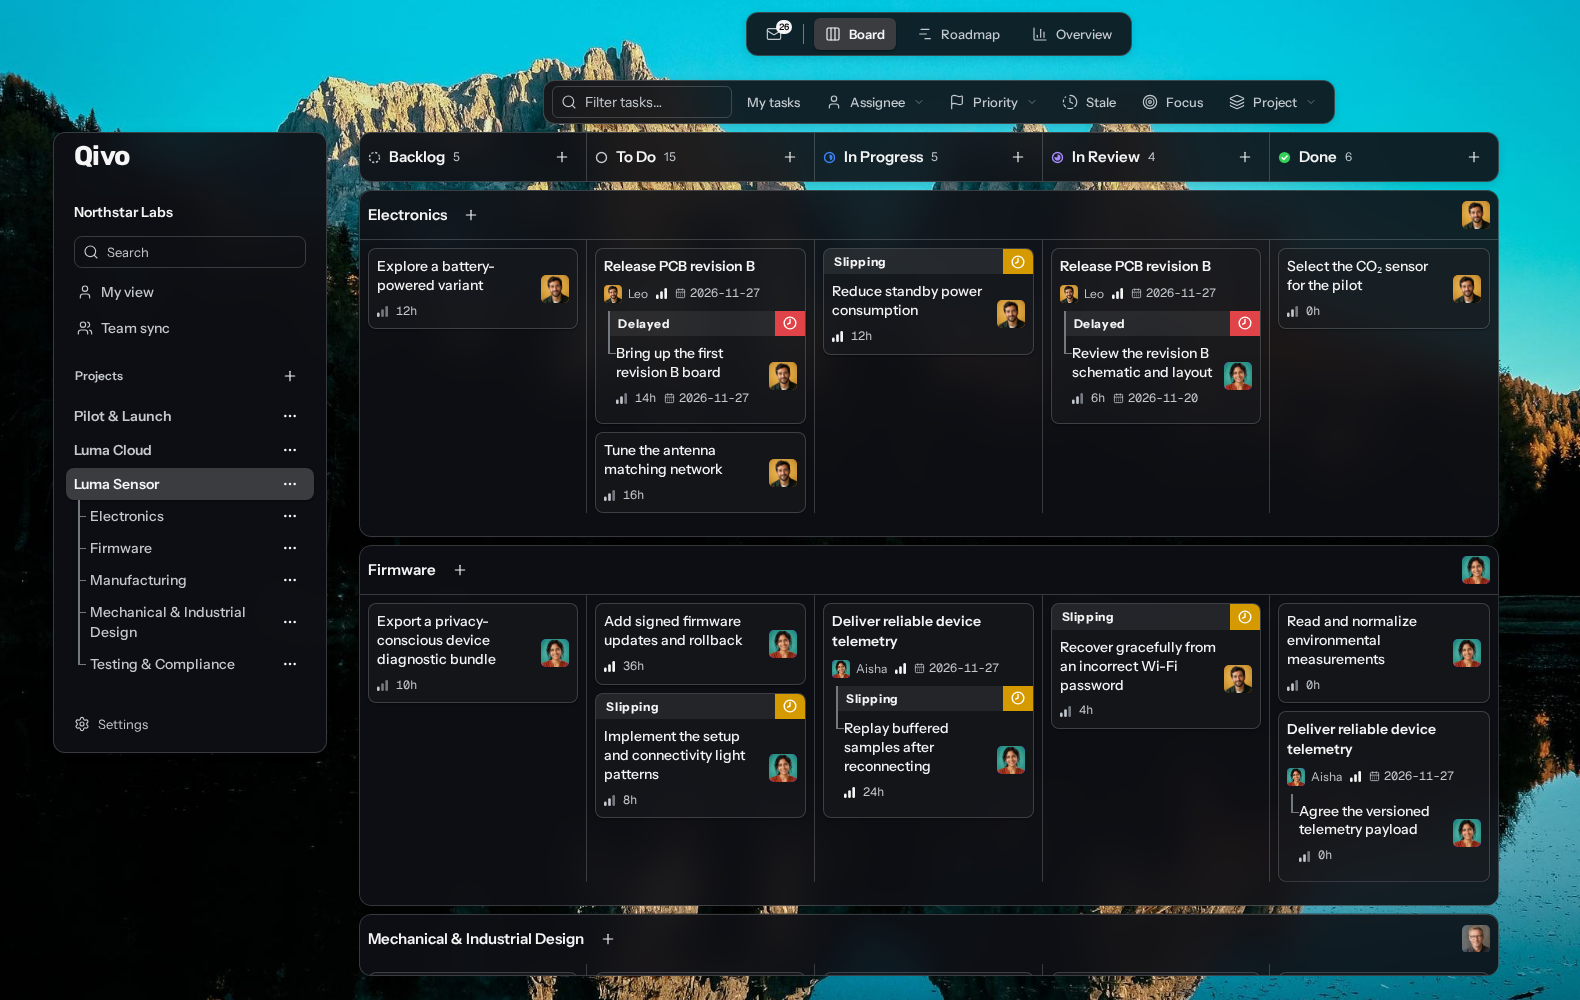 26
Board
Roadmap
Overview
Filter tasks...
My tasks
Assignee
Priority
Stale
Focus
Project
Qivo
Northstar Labs
Search
My view
Team sync
Projects
Pilot & Launch
Luma Cloud
Luma Sensor
Electronics
Firmware
Manufacturing
Mechanical & Industrial
Design
Testing & Compliance
Settings
Backlog 5
To Do 15
In Progress 5
In Review 4
Done 6
Electronics
Explore a battery-
powered variant
12h
Release PCB revision B
Leo 2026-11-27
Delayed
Bring up the first
revision B board
14h 2026-11-27
Tune the antenna
matching network
16h
Slipping
Reduce standby power
consumption
12h
Release PCB revision B
Leo 2026-11-27
Delayed
Review the revision B
schematic and layout
6h 2026-11-20
Select the CO₂ sensor
for the pilot
0h
Firmware
Export a privacy-
conscious device
diagnostic bundle
10h
Add signed firmware
updates and rollback
36h
Slipping
Implement the setup
and connectivity light
patterns
8h
Deliver reliable device
telemetry
Aisha 2026-11-27
Slipping
Replay buffered
samples after
reconnecting
24h
Slipping
Recover gracefully from
an incorrect Wi-Fi
password
4h
Read and normalize
environmental
measurements
0h
Deliver reliable device
telemetry
Aisha 2026-11-27
Agree the versioned
telemetry payload
0h
Mechanical & Industrial Design